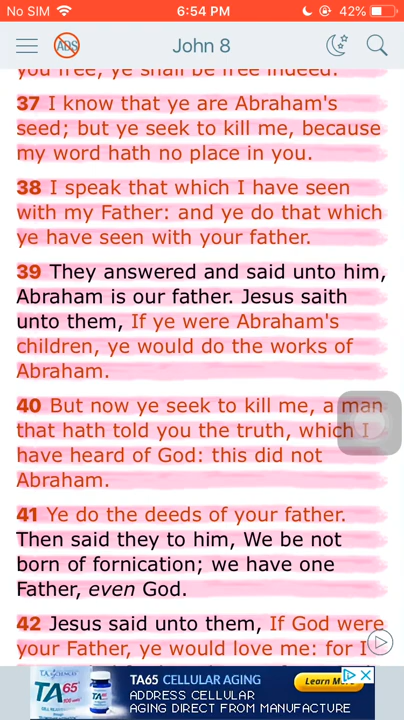 No SIM 6:54 PM 42%
ADS John 8
you free, ye shall be free indeed.
37 I know that ye are Abraham's
seed; but ye seek to kill me, because
my word hath no place in you.
38 I speak that which I have seen
with my Father: and ye do that which
ye have seen with your father.
39 They answered and said unto him,
Abraham is our father. Jesus saith
unto them, If ye were Abraham's
children, ye would do the works of
Abraham.
40 But now ye seek to kill me, a man
that hath told you the truth, which I
have heard of God: this did not
Abraham.
41 Ye do the deeds of your father.
Then said they to him, We be not
born of fornication; we have one
Father, even God.
42 Jesus said unto them, If God were
your Father, ye would love me: for I
T.A. SCIENCES
TA65
TA65 CELLULAR AGING
ADDRESS CELLULAR
AGING DIRECT FROM MANUFACTURE
Learn More